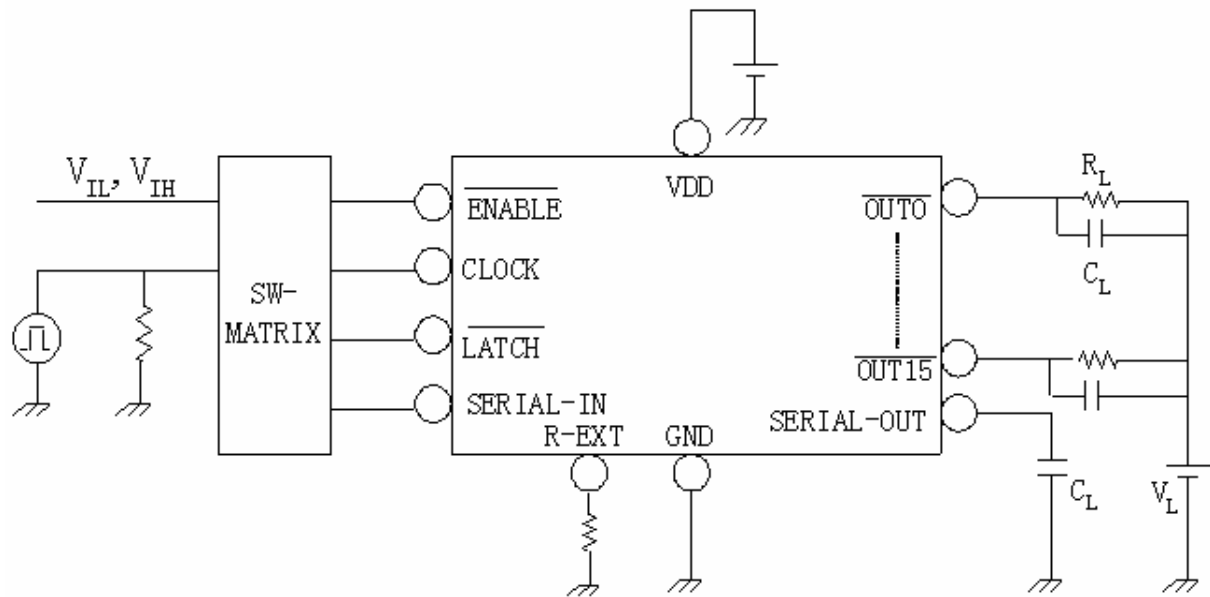 V_IL, V_IH
SW-
MATRIX
ENABLE
CLOCK
LATCH
SERIAL-IN
R-EXT
GND
VDD
OUT0
OUT15
SERIAL-OUT
R_L
C_L
C_L
V_L